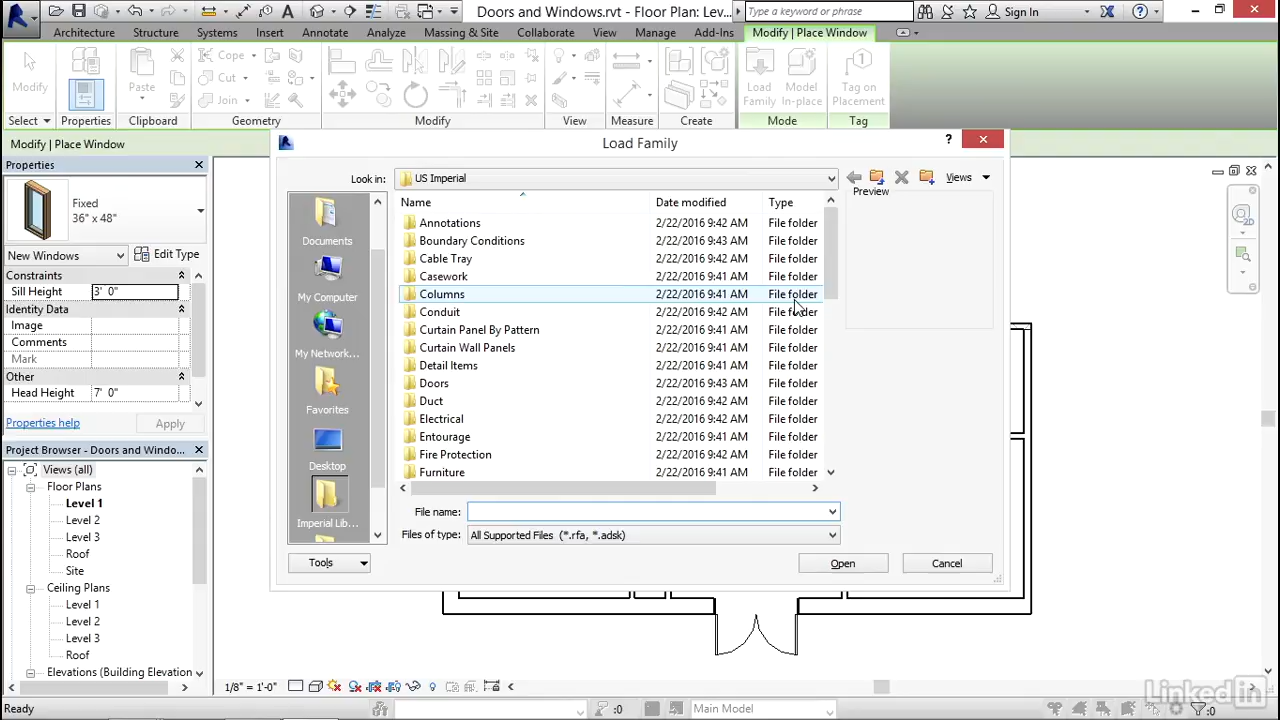 Doors and Windows.rvt - Floor Plan: Lev...
Type a keyword or phrase
Sign In
Architecture
Structure
Systems
Insert
Annotate
Analyze
Massing & Site
Collaborate
View
Manage
Add-Ins
Modify | Place Window
Modify
Paste
Cope
Cut
Join
Load
Family
Model
In-place
Tag on
Placement
Select
Properties
Clipboard
Geometry
Modify
View
Measure
Create
Mode
Tag
Modify | Place Window
Properties
Fixed
36" x 48"
New Windows
Edit Type
Constraints
Sill Height 3' 0"
Identity Data
Image
Comments
Mark
Other
Head Height 7' 0"
Properties help
Apply
Project Browser - Doors and Windo...
Views (all)
Floor Plans
Level 1
Level 2
Level 3
Roof
Site
Ceiling Plans
Level 1
Level 2
Level 3
Roof
Elevations (Building Elevation
Load Family
?
Look in:
US Imperial
Views
Preview
Documents
My Computer
My Network...
Favorites
Desktop
Imperial Lib...
Name Date modified Type
Annotations 2/22/2016 9:42 AM File folder
Boundary Conditions 2/22/2016 9:43 AM File folder
Cable Tray 2/22/2016 9:42 AM File folder
Casework 2/22/2016 9:41 AM File folder
Columns 2/22/2016 9:41 AM File folder
Conduit 2/22/2016 9:42 AM File folder
Curtain Panel By Pattern 2/22/2016 9:41 AM File folder
Curtain Wall Panels 2/22/2016 9:41 AM File folder
Detail Items 2/22/2016 9:41 AM File folder
Doors 2/22/2016 9:43 AM File folder
Duct 2/22/2016 9:42 AM File folder
Electrical 2/22/2016 9:42 AM File folder
Entourage 2/22/2016 9:41 AM File folder
Fire Protection 2/22/2016 9:42 AM File folder
Furniture 2/22/2016 9:41 AM File folder
File name:
Files of type: All Supported Files (*.rfa, *.adsk)
Tools
Open
Cancel
1/8" = 1'-0"
Ready
:0
Main Model
:0
Linked in